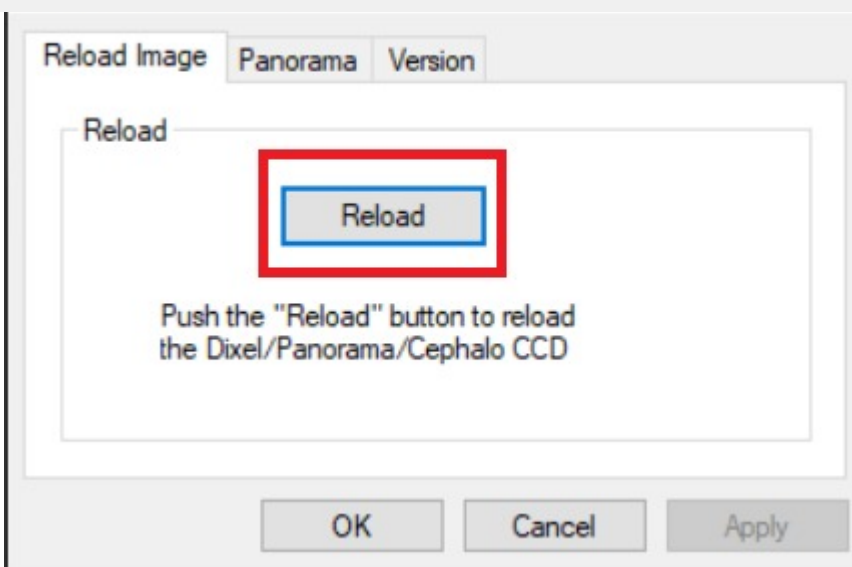 Reload Image Panorama Version
Reload
Reload
Push the "Reload" button to reload
the Dixel/Panorama/Cephalo CCD
OK Cancel Apply